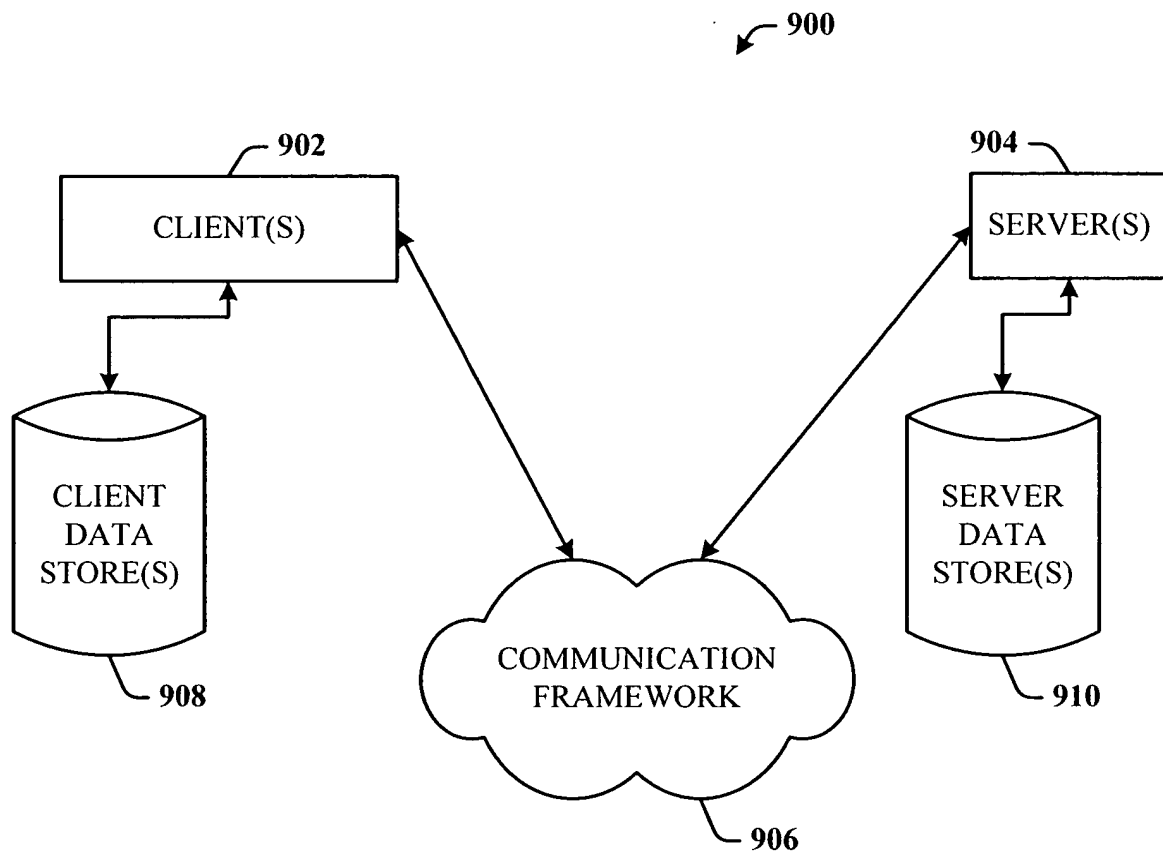 900
902
904
CLIENT(S)
SERVER(S)
CLIENT
DATA
STORE(S)
SERVER
DATA
STORE(S)
COMMUNICATION
FRAMEWORK
908
910
906